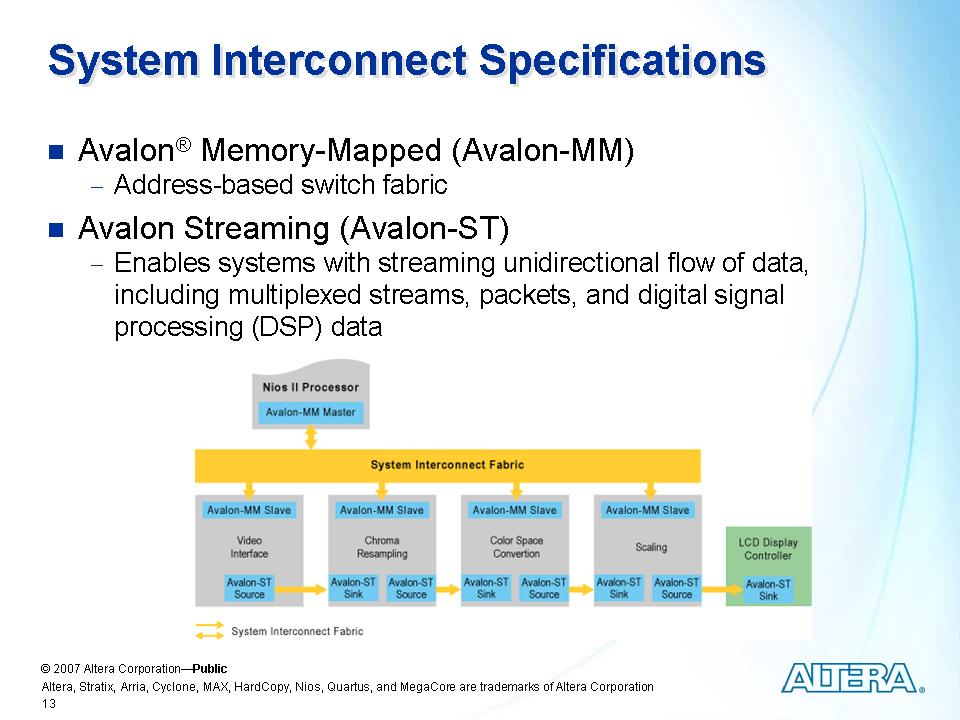 System Interconnect Specifications
Avalon® Memory-Mapped (Avalon-MM)
– Address-based switch fabric
Avalon Streaming (Avalon-ST)
– Enables systems with streaming unidirectional flow of data,
including multiplexed streams, packets, and digital signal
processing (DSP) data
Nios II Processor
Avalon-MM Master
System Interconnect Fabric
Avalon-MM Slave
Video
Interface
Avalon-ST
Source
Avalon-MM Slave
Chroma
Resampling
Avalon-ST
Sink
Avalon-ST
Source
Avalon-MM Slave
Color Space
Convertion
Avalon-ST
Sink
Avalon-ST
Source
Avalon-MM Slave
Scaling
Avalon-ST
Sink
Avalon-ST
Source
LCD Display
Controller
Avalon-ST
Sink
System Interconnect Fabric
© 2007 Altera Corporation—Public
Altera, Stratix, Arria, Cyclone, MAX, HardCopy, Nios, Quartus, and MegaCore are trademarks of Altera Corporation
13
ALTERA®